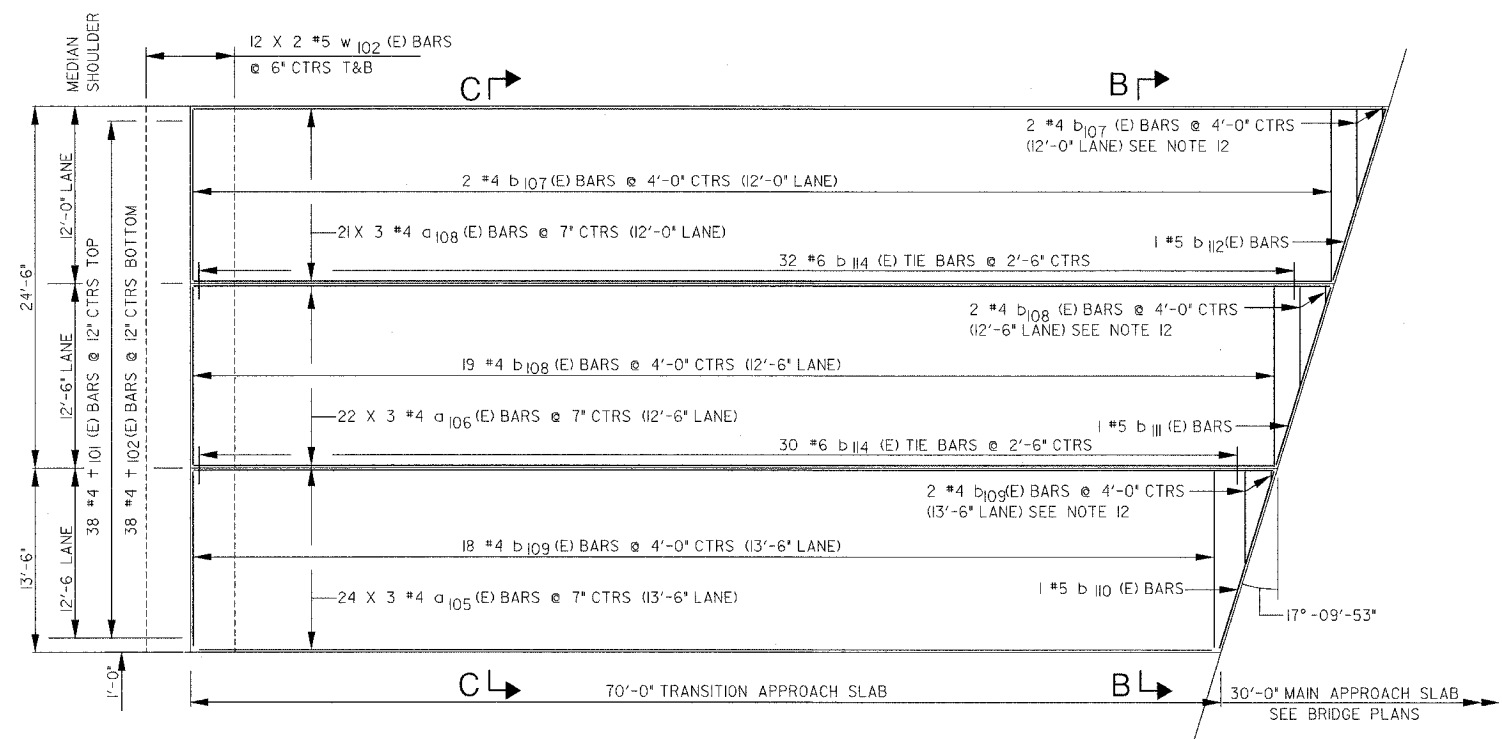 MEDIAN
SHOULDER
12 X 2 #5 w102 (E) BARS
@ 6" CTRS T&B
C
B
2 #4 b107 (E) BARS @ 4'-0" CTRS
(12'-0" LANE) SEE NOTE 12
2 #4 b107 (E) BARS @ 4'-0" CTRS (12'-0" LANE)
21 X 3 #4 a108 (E) BARS @ 7" CTRS (12'-0" LANE)
1 #5 b112(E) BARS
32 #6 b114 (E) TIE BARS @ 2'-6" CTRS
2 #4 b108 (E) BARS @ 4'-0" CTRS
(12'-6" LANE) SEE NOTE 12
19 #4 b108 (E) BARS @ 4'-0" CTRS (12'-6" LANE)
22 X 3 #4 a106 (E) BARS @ 7" CTRS (12'-6" LANE)
1 #5 b111 (E) BARS
30 #6 b114 (E) TIE BARS @ 2'-6" CTRS
2 #4 b109(E) BARS @ 4'-0" CTRS
(13'-6" LANE) SEE NOTE 12
18 #4 b109 (E) BARS @ 4'-0" CTRS (13'-6" LANE)
24 X 3 #4 a105 (E) BARS @ 7" CTRS (13'-6" LANE)
1 #5 b110 (E) BARS
17°-09'-53"
24'-6"
13'-6"
12'-0" LANE
12'-6" LANE
12'-6 LANE
38 #4 t101 (E) BARS @ 12" CTRS TOP
38 #4 t102 (E) BARS @ 12" CTRS BOTTOM
1'-0"
C
70'-0" TRANSITION APPROACH SLAB
B
30'-0" MAIN APPROACH SLAB
SEE BRIDGE PLANS